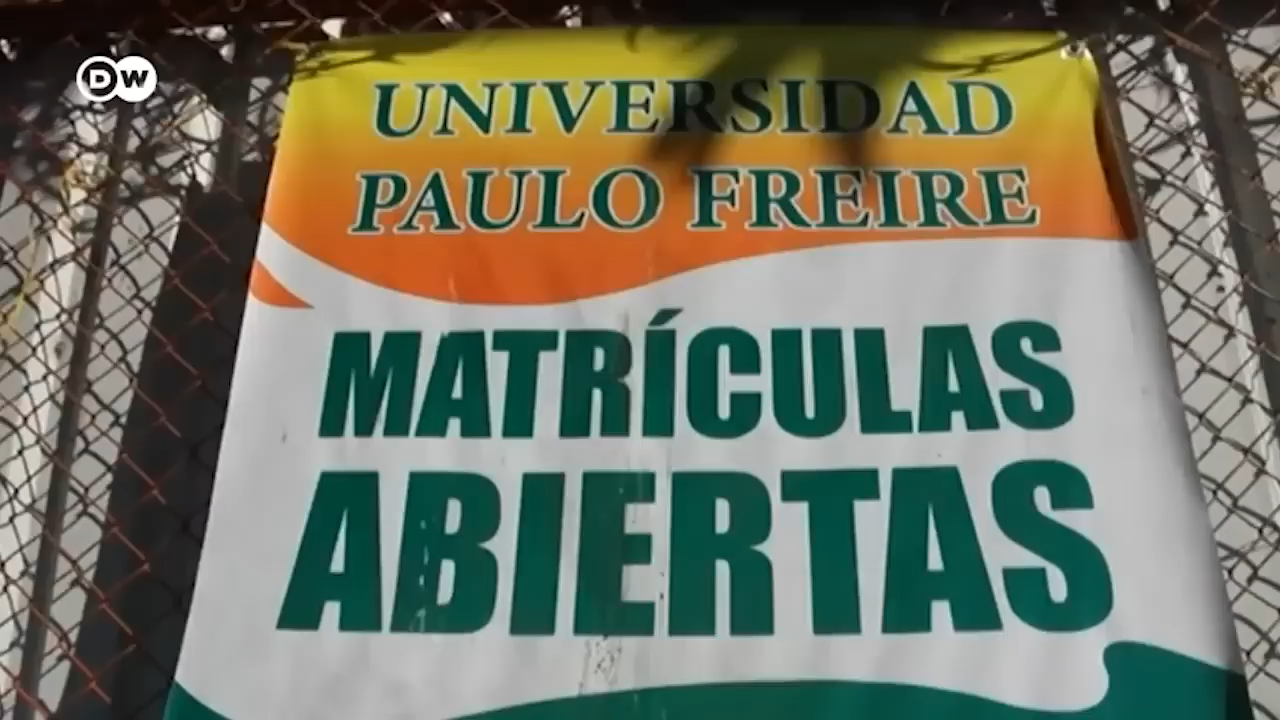 DW
UNIVERSIDAD
PAULO FREIRE
MATRÍCULAS
ABIERTAS